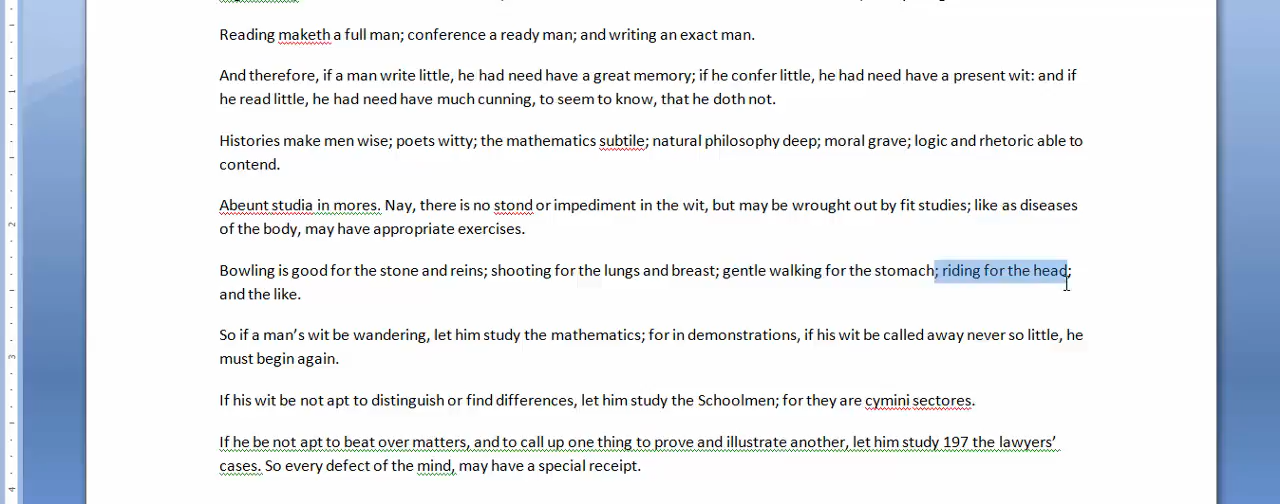 Reading maketh a full man; conference a ready man; and writing an exact man.
And therefore, if a man write little, he had need have a great memory; if he confer little, he had need have a present wit: and if
he read little, he had need have much cunning, to seem to know, that he doth not.
Histories make men wise; poets witty; the mathematics subtile; natural philosophy deep; moral grave; logic and rhetoric able to
contend.
Abeunt studia in mores. Nay, there is no stond or impediment in the wit, but may be wrought out by fit studies; like as diseases
of the body, may have appropriate exercises.
Bowling is good for the stone and reins; shooting for the lungs and breast; gentle walking for the stomach; riding for the head;
and the like.
So if a man’s wit be wandering, let him study the mathematics; for in demonstrations, if his wit be called away never so little, he
must begin again.
If his wit be not apt to distinguish or find differences, let him study the Schoolmen; for they are cymini sectores.
If he be not apt to beat over matters, and to call up one thing to prove and illustrate another, let him study 197 the lawyers’
cases. So every defect of the mind, may have a special receipt.